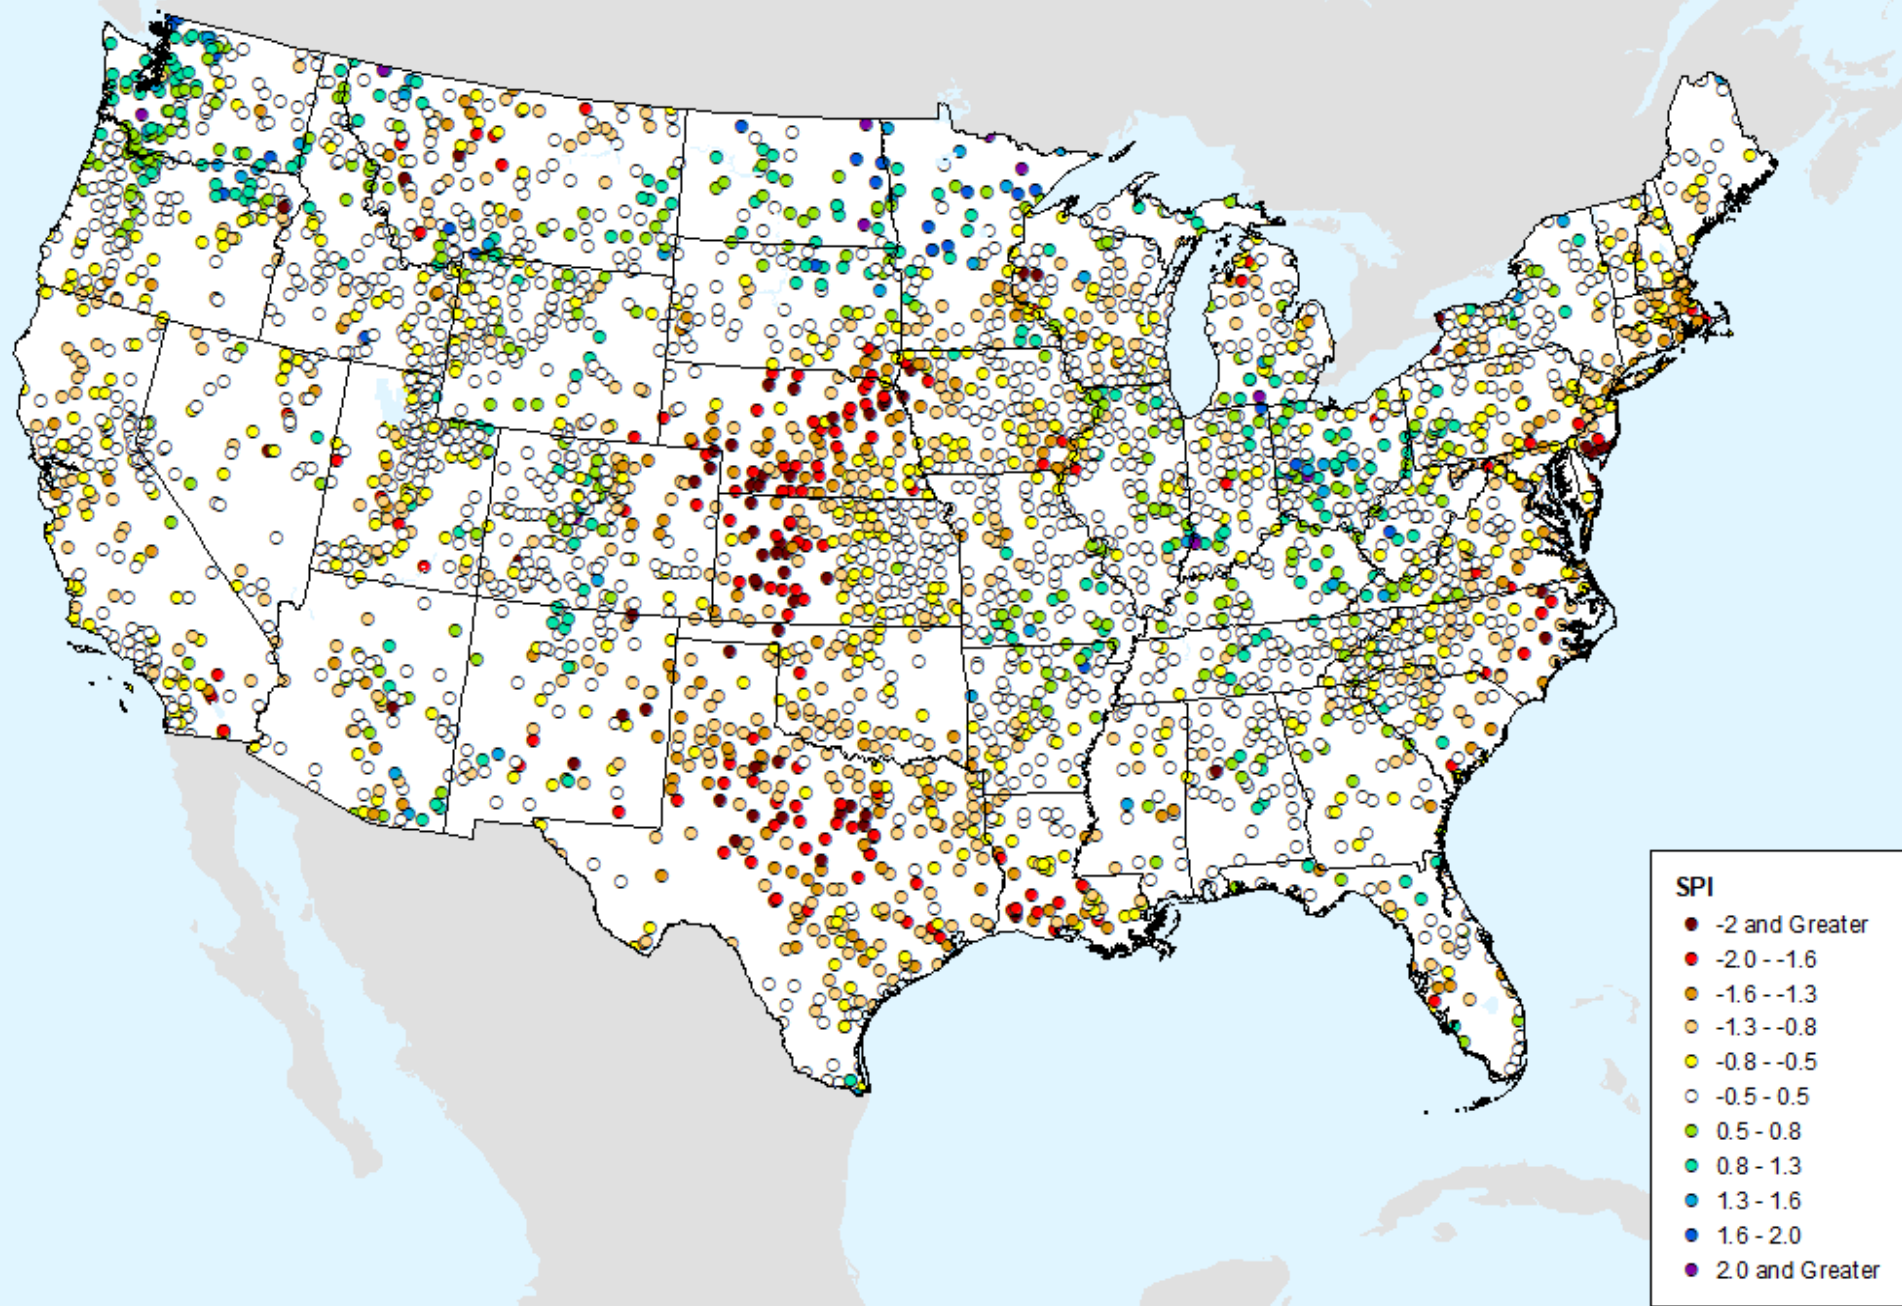 SPI
-2 and Greater
-2.0 - -1.6
-1.6 - -1.3
-1.3 - -0.8
-0.8 - -0.5
-0.5 - 0.5
0.5 - 0.8
0.8 - 1.3
1.3 - 1.6
1.6 - 2.0
2.0 and Greater